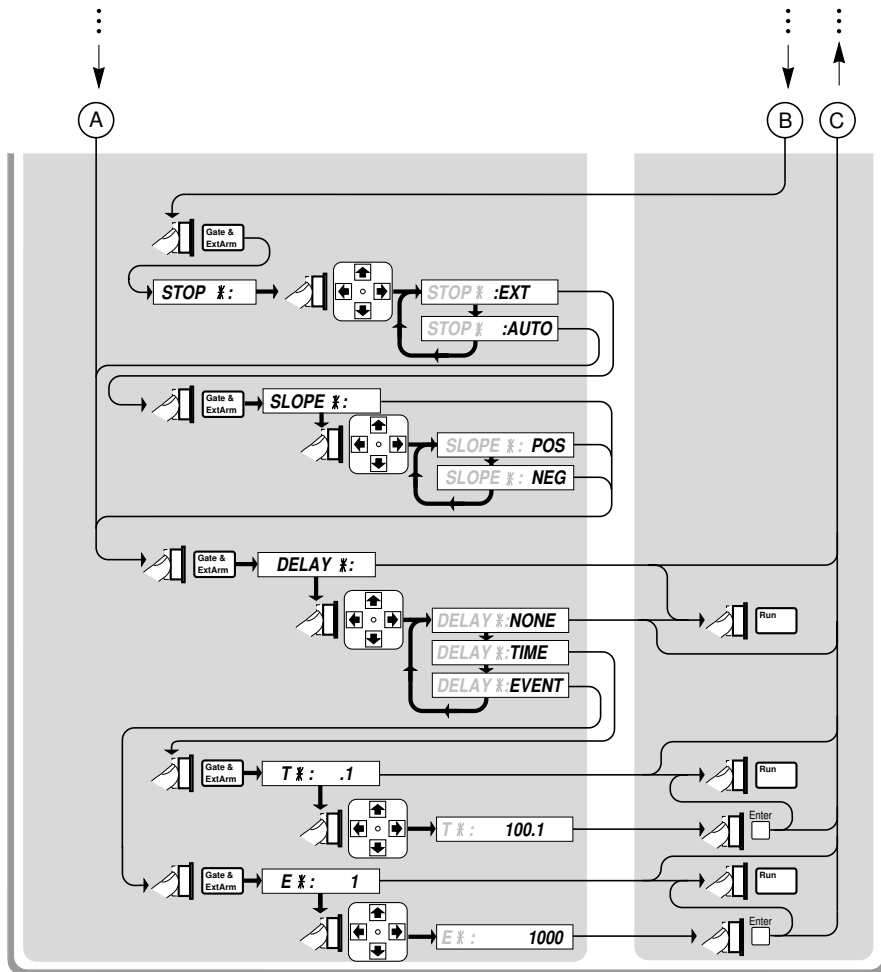 A
B
C
Gate &
ExtArm
STOP ⁎:
STOP ⁎ :EXT
STOP ⁎ :AUTO
Gate &
ExtArm
SLOPE ⁎:
SLOPE ⁎: POS
SLOPE ⁎: NEG
Gate &
ExtArm
DELAY ⁎:
DELAY ⁎:NONE
Run
DELAY ⁎:TIME
DELAY ⁎:EVENT
Gate &
ExtArm
T ⁎: .1
Run
T ⁎: 100.1
Enter
Gate &
ExtArm
E ⁎: 1
Run
E ⁎: 1000
Enter